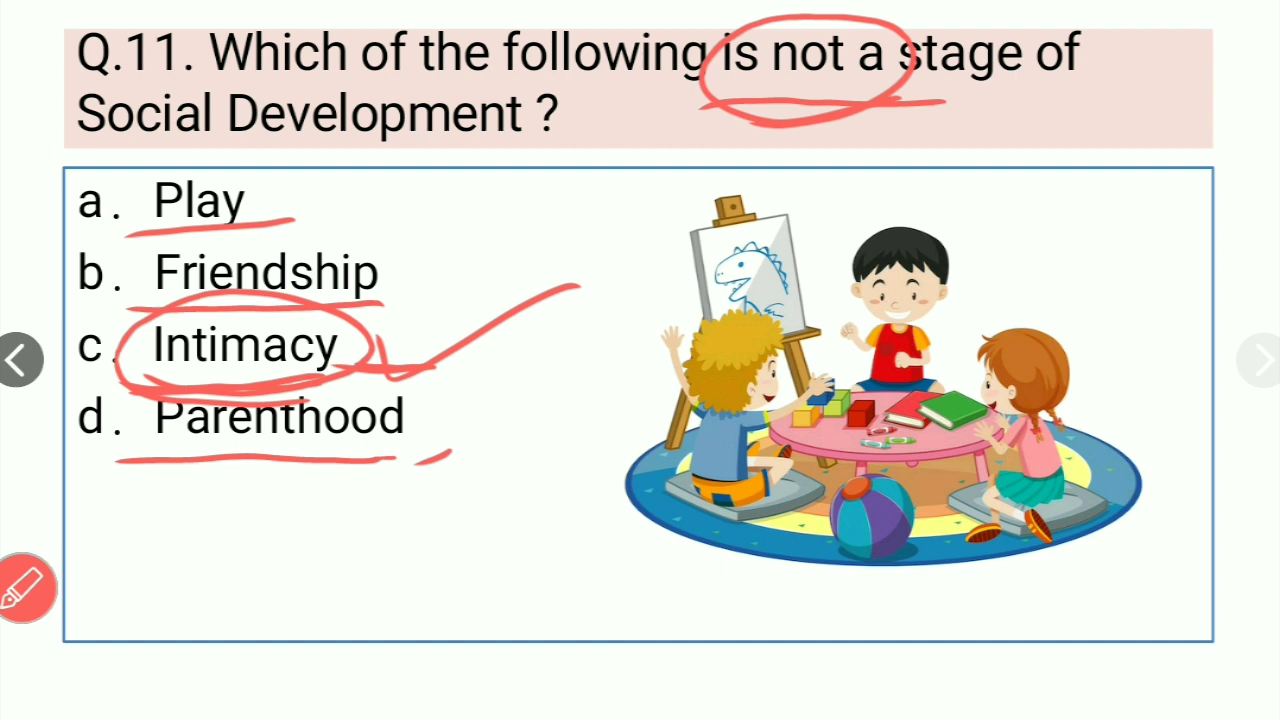 Q.11. Which of the following is not a stage of
Social Development ?
a. Play
b. Friendship
c. Intimacy
d. Parenthood